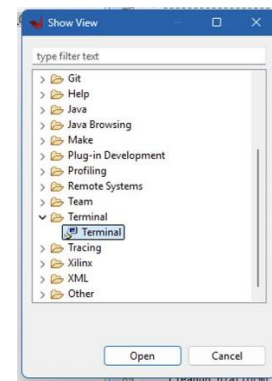 Show View
type filter text
Git
Help
Java
Java Browsing
Make
Plug-in Development
Profiling
Remote Systems
Team
Terminal
Terminal
Tracing
Xilinx
XML
Other
Open
Cancel